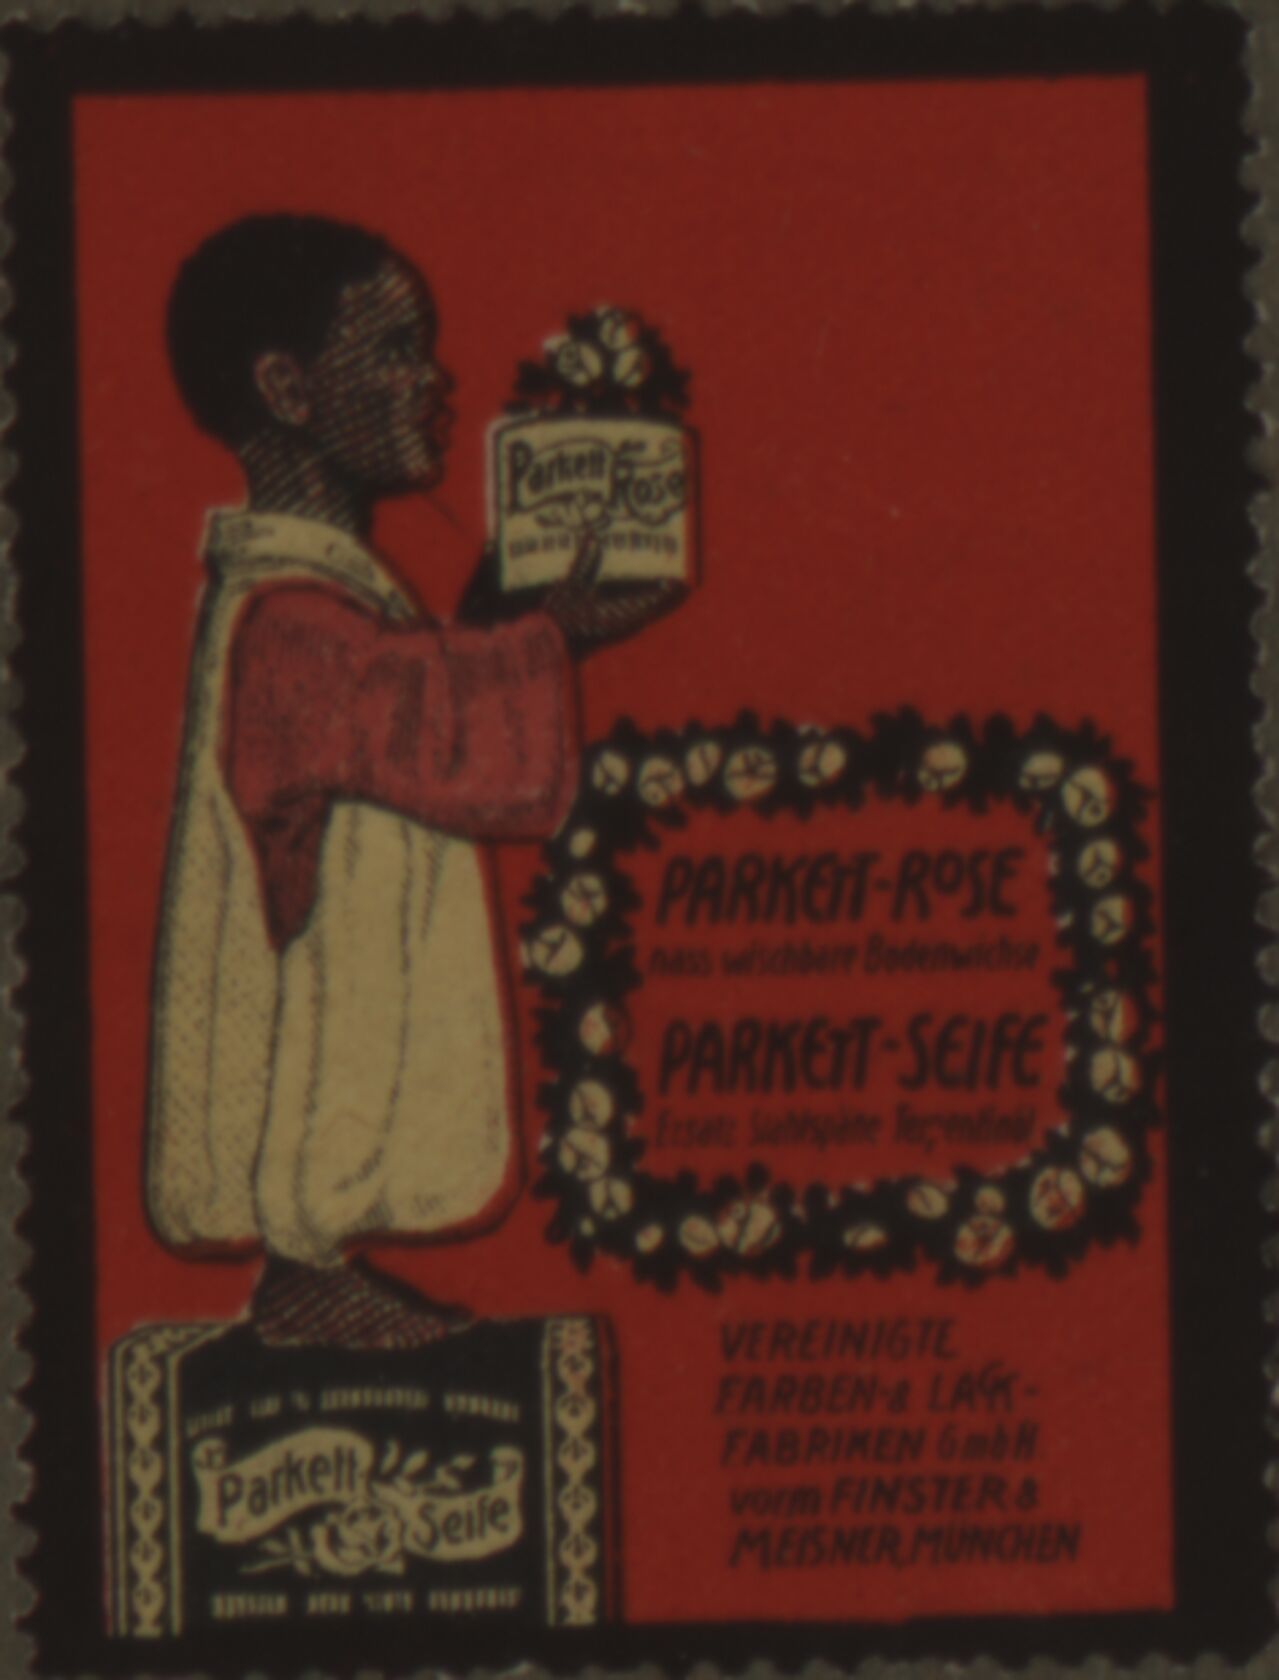 Parkett
Rose
PARKETT-ROSE
nass wischbare Bodenwichse
PARKETT-SEIFE
Ersatz Stahlspäne Terpentinöl
VEREINIGTE
FARBEN-& LACK-
FABRIKEN GmbH.
vorm FINSTER &
MEISNER, MÜNCHEN
Parkett
Seife